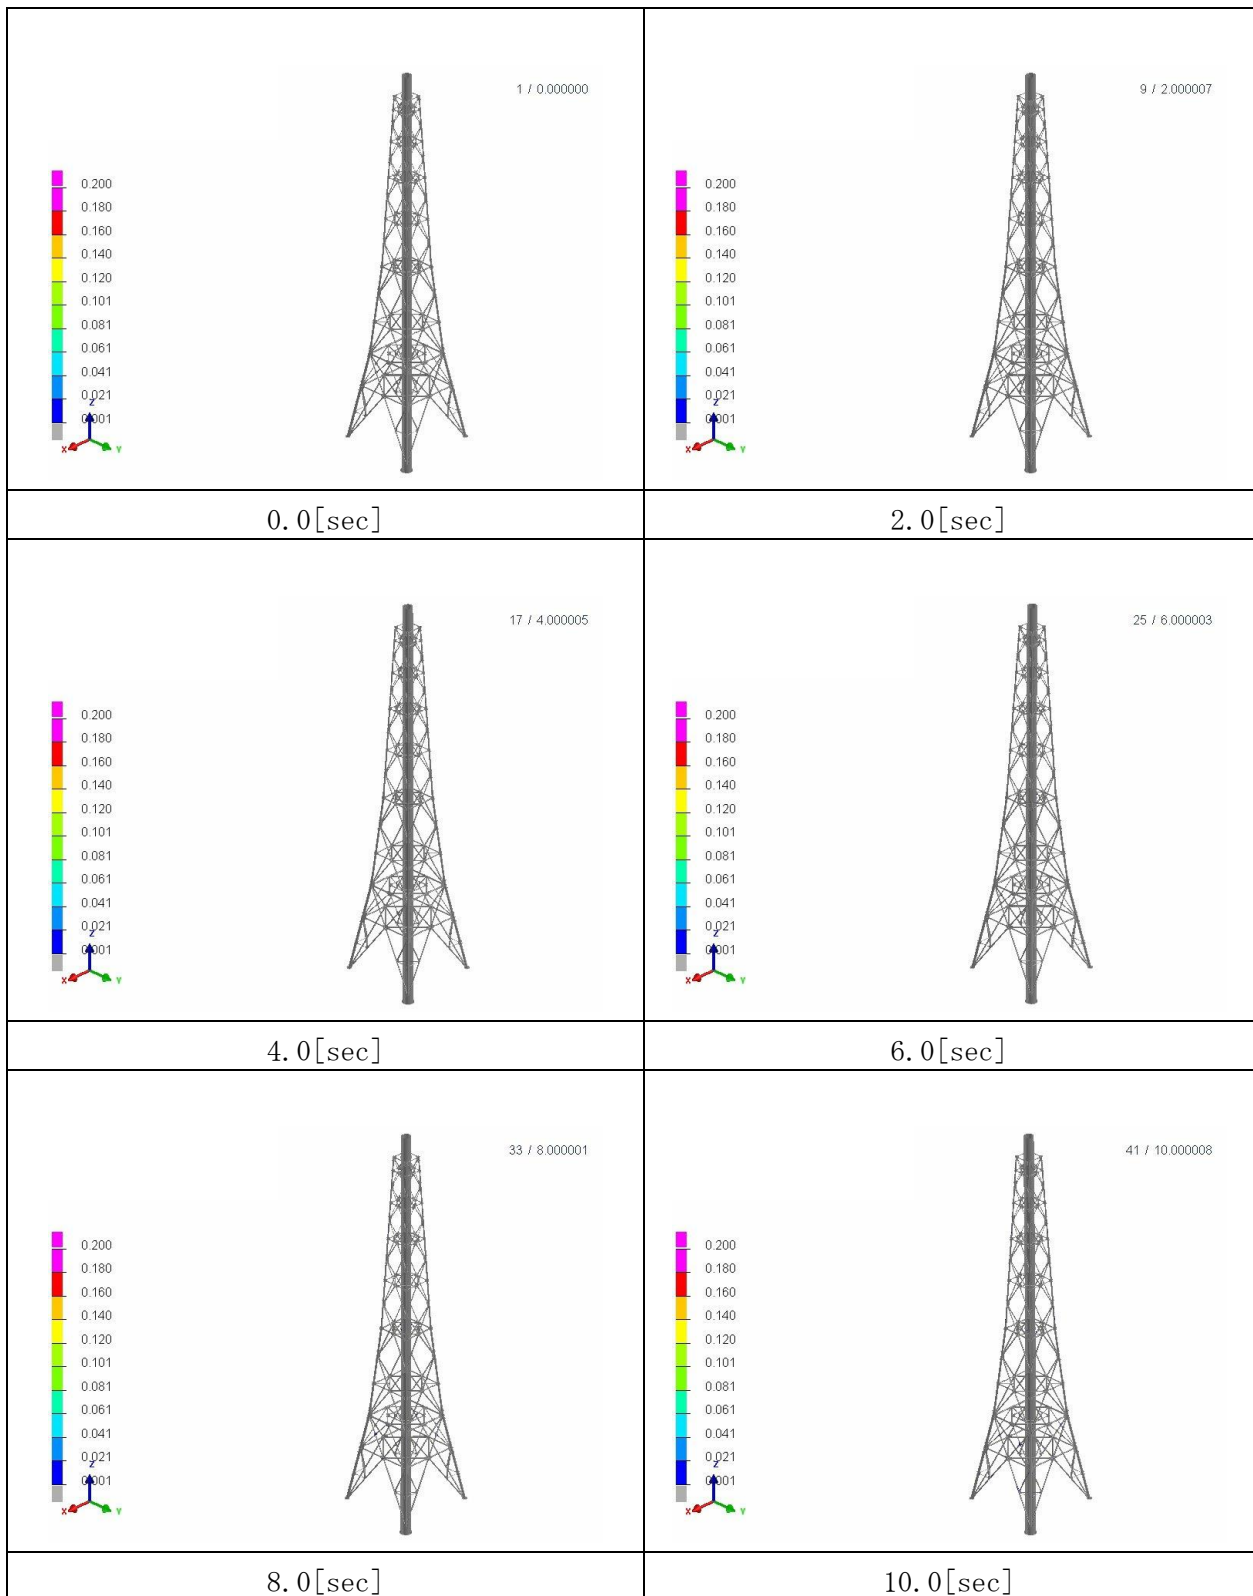 1 / 0.000000
0.200
0.180
0.160
0.140
0.120
0.101
0.081
0.061
0.041
0.021
0.001
Z
X
Y
0.0[sec]
9 / 2.000007
0.200
0.180
0.160
0.140
0.120
0.101
0.081
0.061
0.041
0.021
0.001
Z
X
Y
2.0[sec]
17 / 4.000005
0.200
0.180
0.160
0.140
0.120
0.101
0.081
0.061
0.041
0.021
0.001
Z
X
Y
4.0[sec]
25 / 6.000003
0.200
0.180
0.160
0.140
0.120
0.101
0.081
0.061
0.041
0.021
0.001
Z
X
Y
6.0[sec]
33 / 8.000001
0.200
0.180
0.160
0.140
0.120
0.101
0.081
0.061
0.041
0.021
0.001
Z
X
Y
8.0[sec]
41 / 10.000008
0.200
0.180
0.160
0.140
0.120
0.101
0.081
0.061
0.041
0.021
0.001
Z
X
Y
10.0[sec]